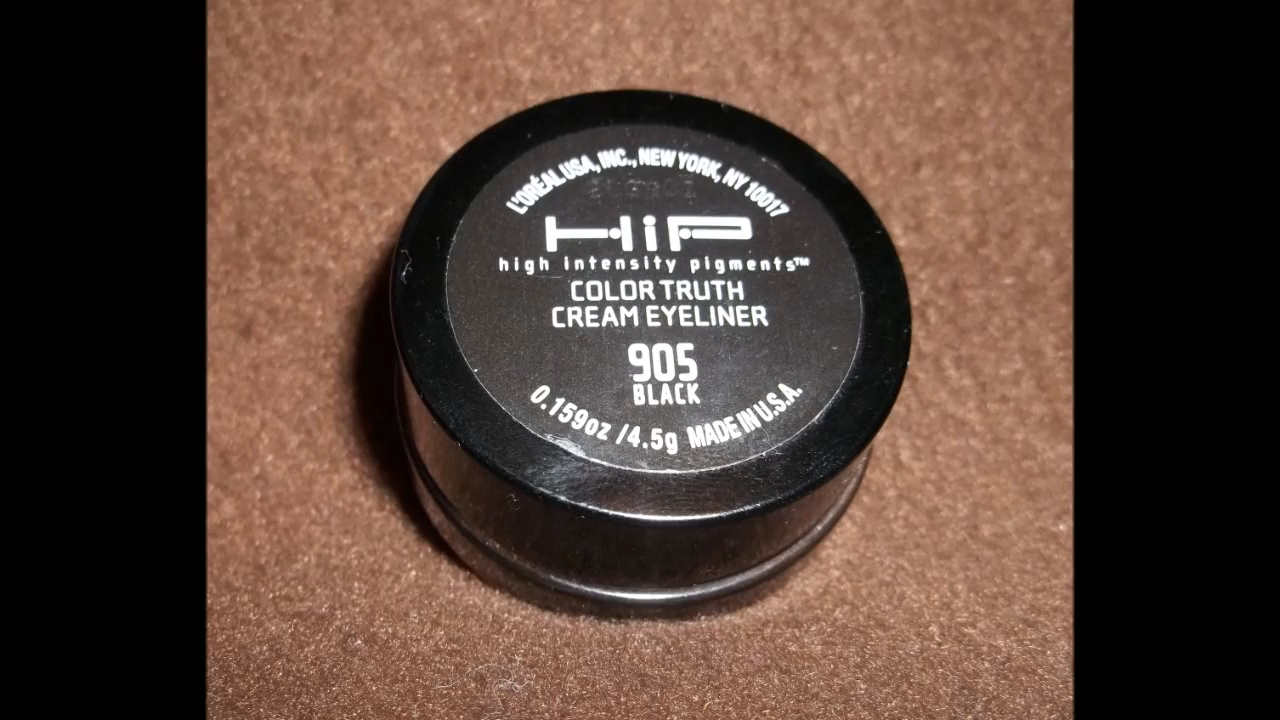 L'ORÉAL USA, INC., NEW YORK, NY 10017
HiP
high intensity pigments™
COLOR TRUTH
CREAM EYELINER
905
BLACK
0.159oz /4.5g MADE IN U.S.A.